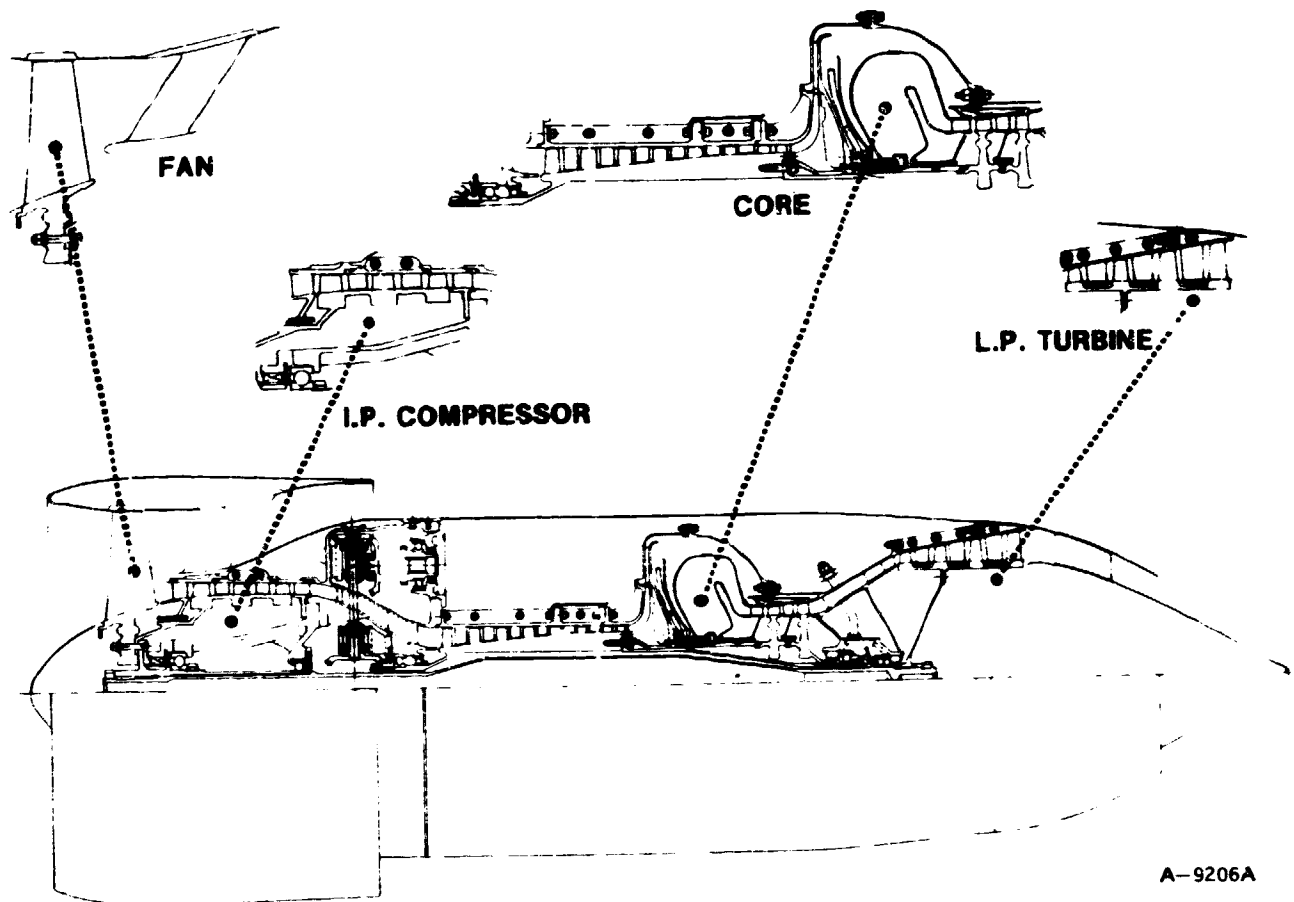 FAN
CORE
L.P. TURBINE
I.P. COMPRESSOR
A-9206A